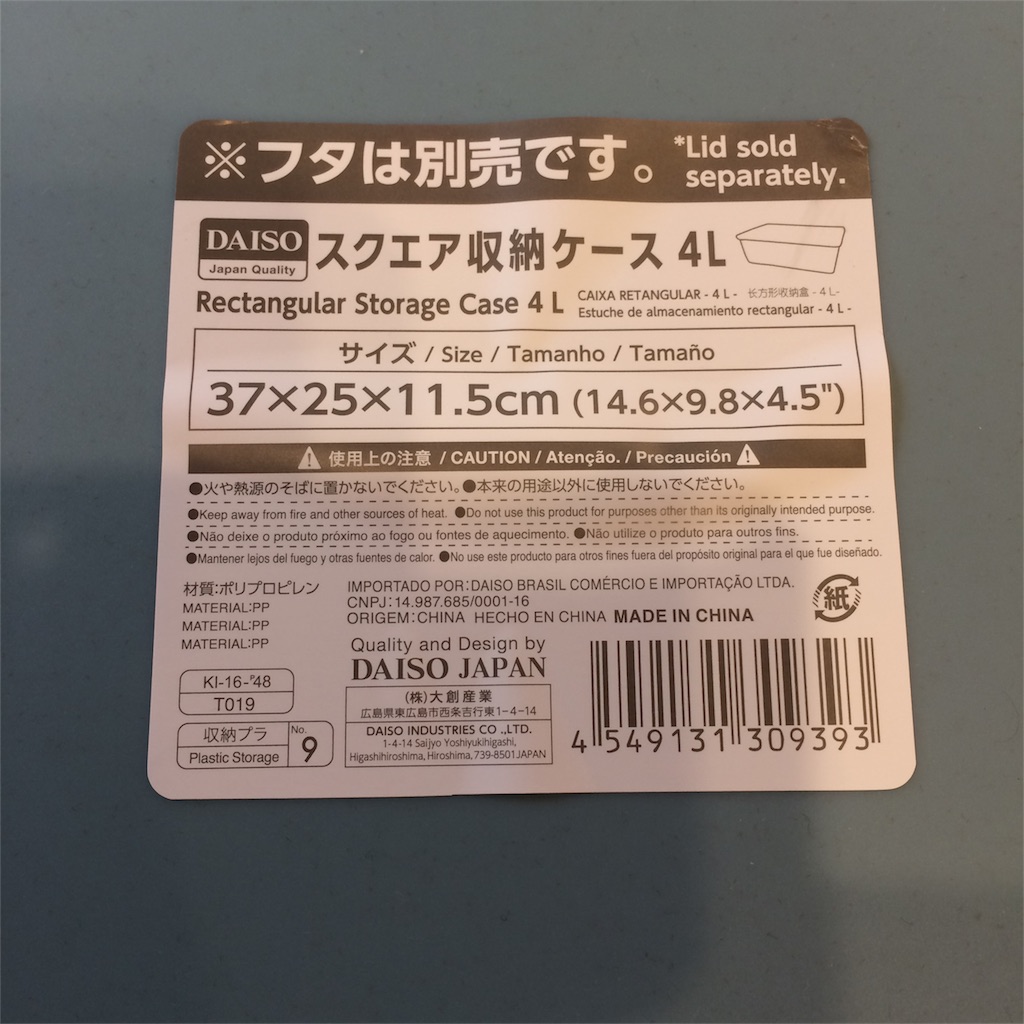 ※フタは別売です。 *Lid sold separately.
DAISO
Japan Quality
スクエア収納ケース 4L
Rectangular Storage Case 4 L
CAIXA RETANGULAR - 4 L - 长方形收纳盒 - 4 L-
Estuche de almacenamiento rectangular - 4 L -
サイズ / Size / Tamanho / Tamaño
37×25×11.5cm (14.6×9.8×4.5")
使用上の注意 / CAUTION / Atenção. / Precaución
●火や熱源のそばに置かないでください。●本来の用途以外に使用しないでください。
●Keep away from fire and other sources of heat. ●Do not use this product for purposes other than its originally intended purpose.
●Não deixe o produto próximo ao fogo ou fontes de aquecimento. ●Não utilize o produto para outros fins.
●Mantener lejos del fuego y otras fuentes de calor. ●No use este producto para otros fines fuera del propósito original para el que fue diseñado.
材質:ポリプロピレン
MATERIAL:PP
MATERIAL:PP
MATERIAL:PP
IMPORTADO POR:DAISO BRASIL COMÉRCIO E IMPORTAÇÃO LTDA.
CNPJ:14.987.685/0001-16
ORIGEM:CHINA HECHO EN CHINA MADE IN CHINA
紙
KI-16-P48
T019
収納プラ
Plastic Storage
No.
9
Quality and Design by
DAISO JAPAN
(株)大創産業
広島県東広島市西条吉行東1-4-14
DAISO INDUSTRIES CO .,LTD.
1-4-14 Saijyo Yoshiyukihigashi,
Higashihiroshima, Hiroshima, 739-8501 JAPAN
4 549131 309393